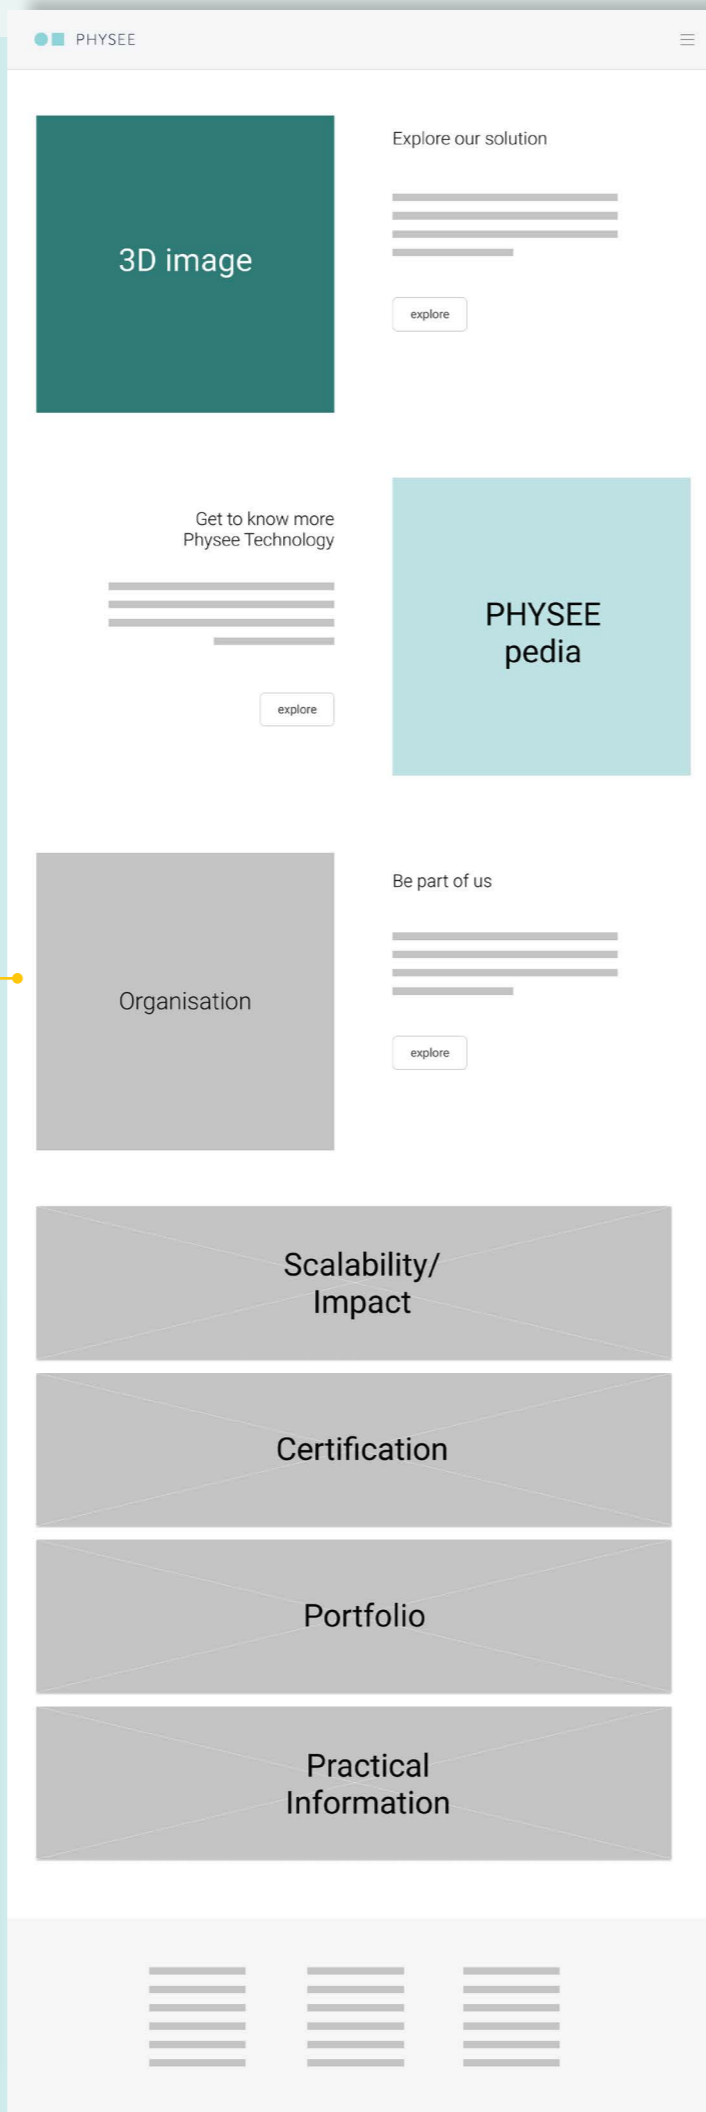 PHYSEE
3D image
Explore our solution
explore
Get to know more
Physee Technology
explore
PHYSEE
pedia
Organisation
Be part of us
explore
Scalability/
Impact
Certification
Portfolio
Practical
Information